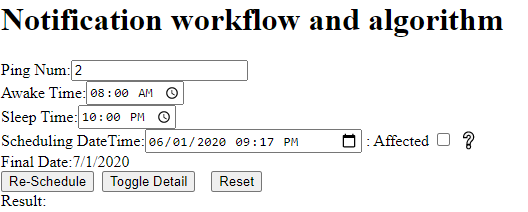 Notification workflow and algorithm
Ping Num:2
Awake Time:08:00 AM
Sleep Time:10:00 PM
Scheduling DateTime:06/01/2020 09:17 PM : Affected ?
Final Date:7/1/2020
Re-Schedule Toggle Detail Reset
Result: